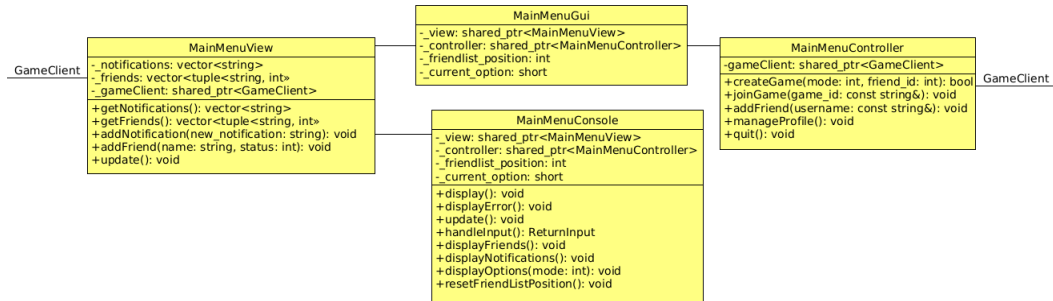 MainMenuGui
-_view: shared_ptr<MainMenuView>
-_controller: shared_ptr<MainMenuController>
-_friendlist_position: int
-_current_option: short
GameClient
MainMenuView
-_notifications: vector<string>
-_friends: vector<tuple<string, int»
-_gameClient: shared_ptr<GameClient>
+getNotifications(): vector<string>
+getFriends(): vector<tuple<string, int»
+addNotification(new_notification: string): void
+addFriend(name: string, status: int): void
+update(): void
MainMenuController
-gameClient: shared_ptr<GameClient>
+createGame(mode: int, friend_id: int): bool
+joinGame(game_id: const string&): void
+addFriend(username: const string&): void
+manageProfile(): void
+quit(): void
GameClient
MainMenuConsole
-_view: shared_ptr<MainMenuView>
-_controller: shared_ptr<MainMenuController>
-_friendlist_position: int
-_current_option: short
+display(): void
+displayError(): void
+update(): void
+handleInput(): ReturnInput
+displayFriends(): void
+displayNotifications(): void
+displayOptions(mode: int): void
+resetFriendListPosition(): void